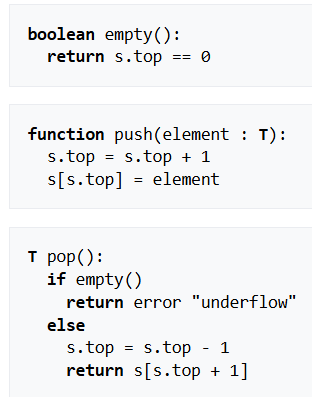 boolean empty():
  return s.top == 0
function push(element : T):
  s.top = s.top + 1
  s[s.top] = element
T pop():
  if empty()
    return error "underflow"
  else
    s.top = s.top - 1
    return s[s.top + 1]